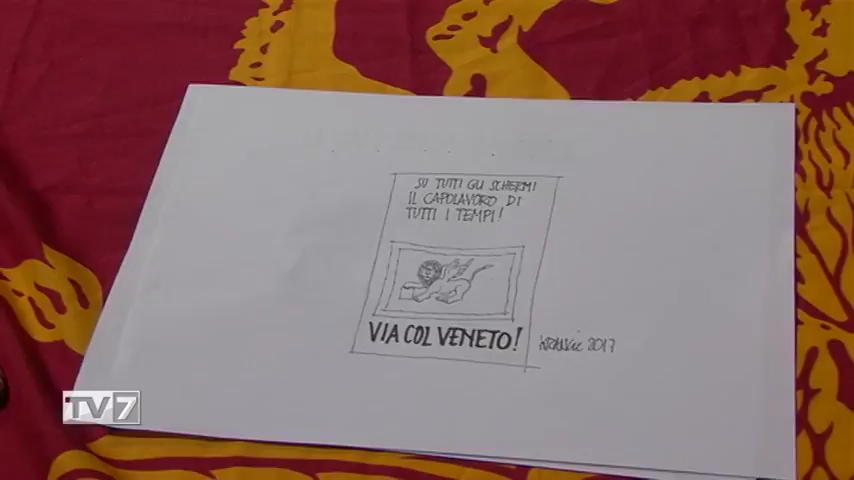 SU TUTTI GLI SCHERMI
IL CAPOLAVORO DI
TUTTI I TEMPI!
VIA COL VENETO!
2017
TV7